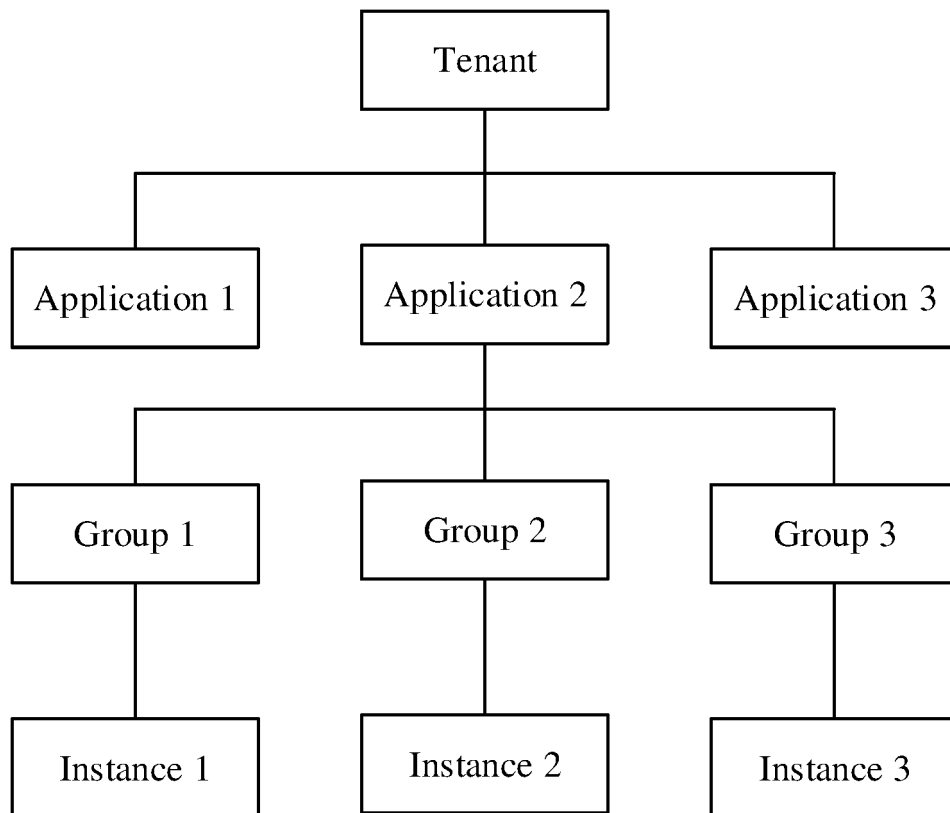 Tenant
Application 1
Application 2
Application 3
Group 1
Group 2
Group 3
Instance 1
Instance 2
Instance 3